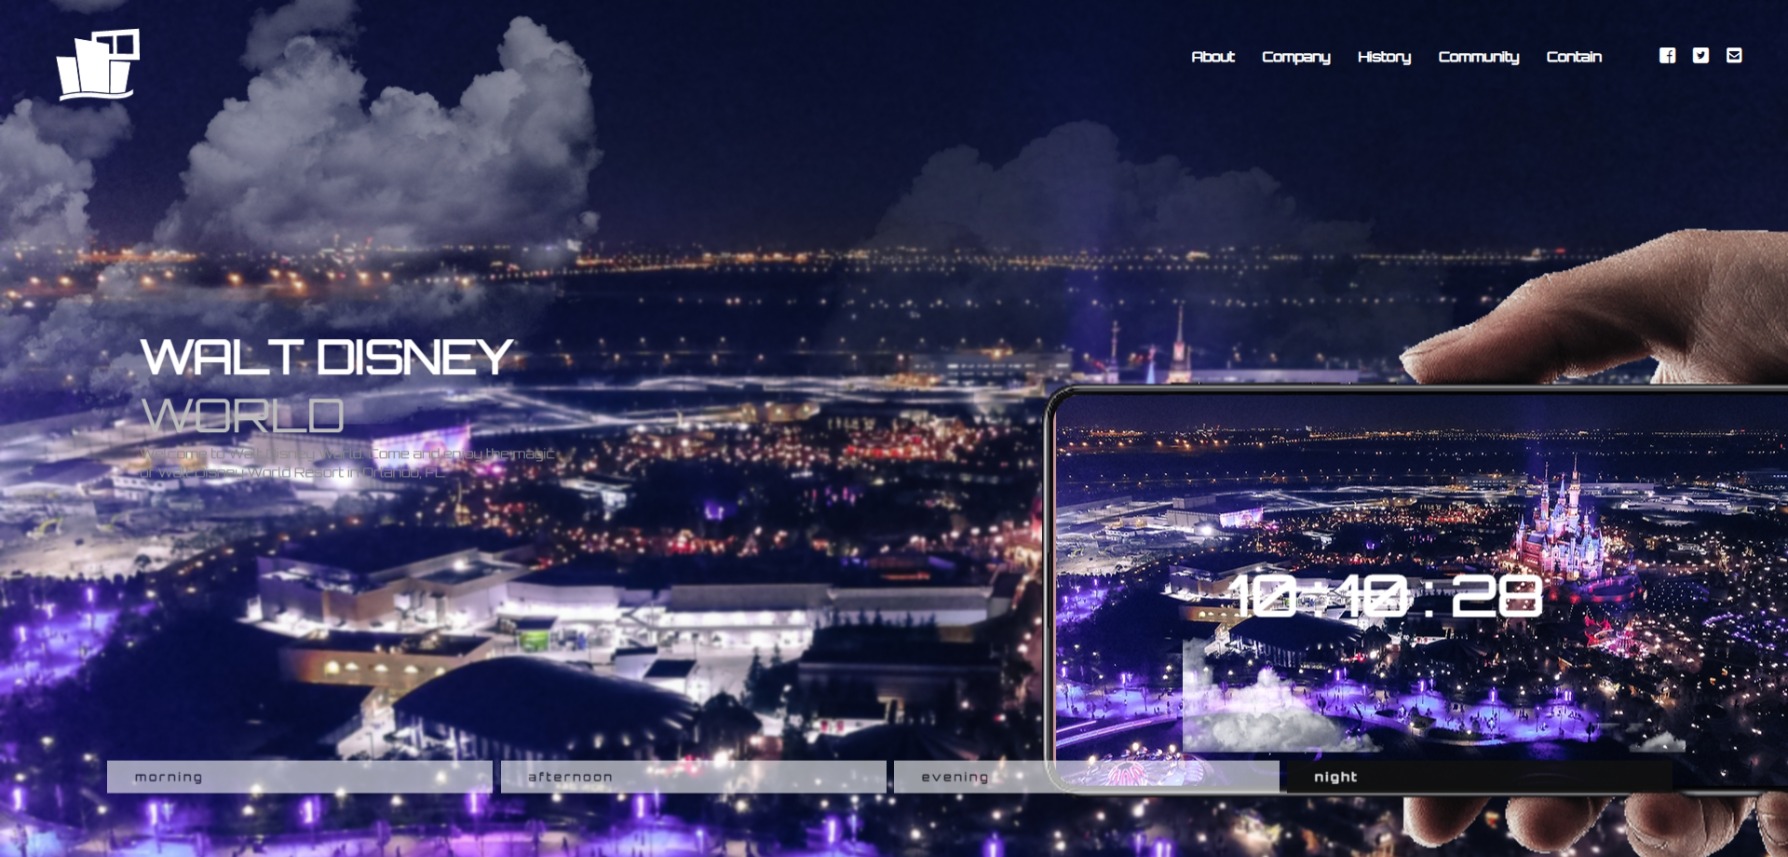 About Company History Community Contain
WALT DISNEY
WORLD
Welcome to Walt Disney World. Come and enjoy the magic
of Walt Disney World Resort in Orlando, FL.
10 : 10 : 28
morning afternoon evening night